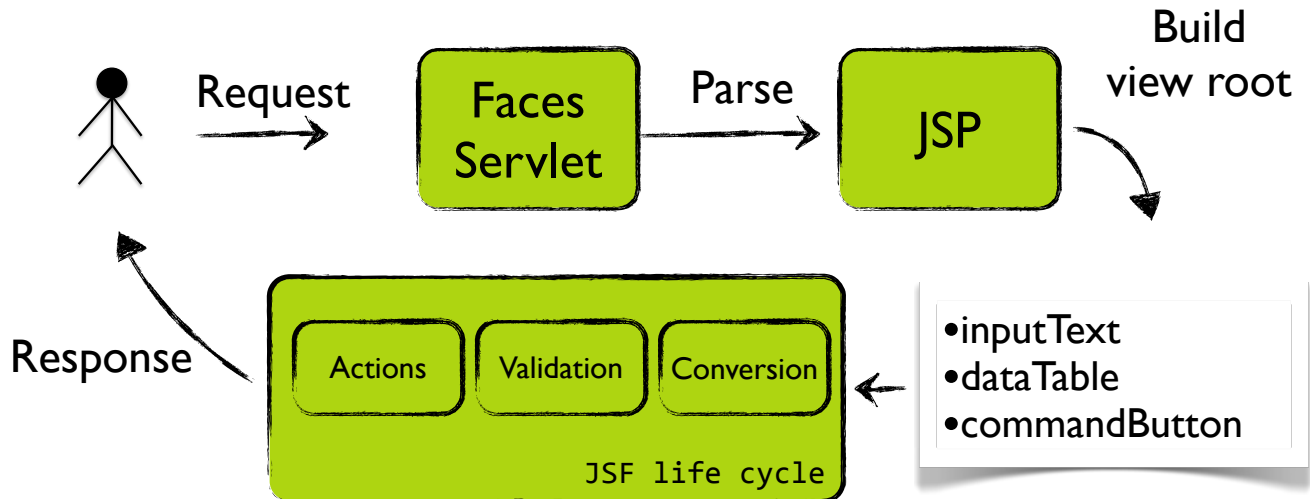 Request
Faces
Servlet
Parse
JSP
Build
view root
•inputText
•dataTable
•commandButton
Actions
Validation
Conversion
JSF life cycle
Response